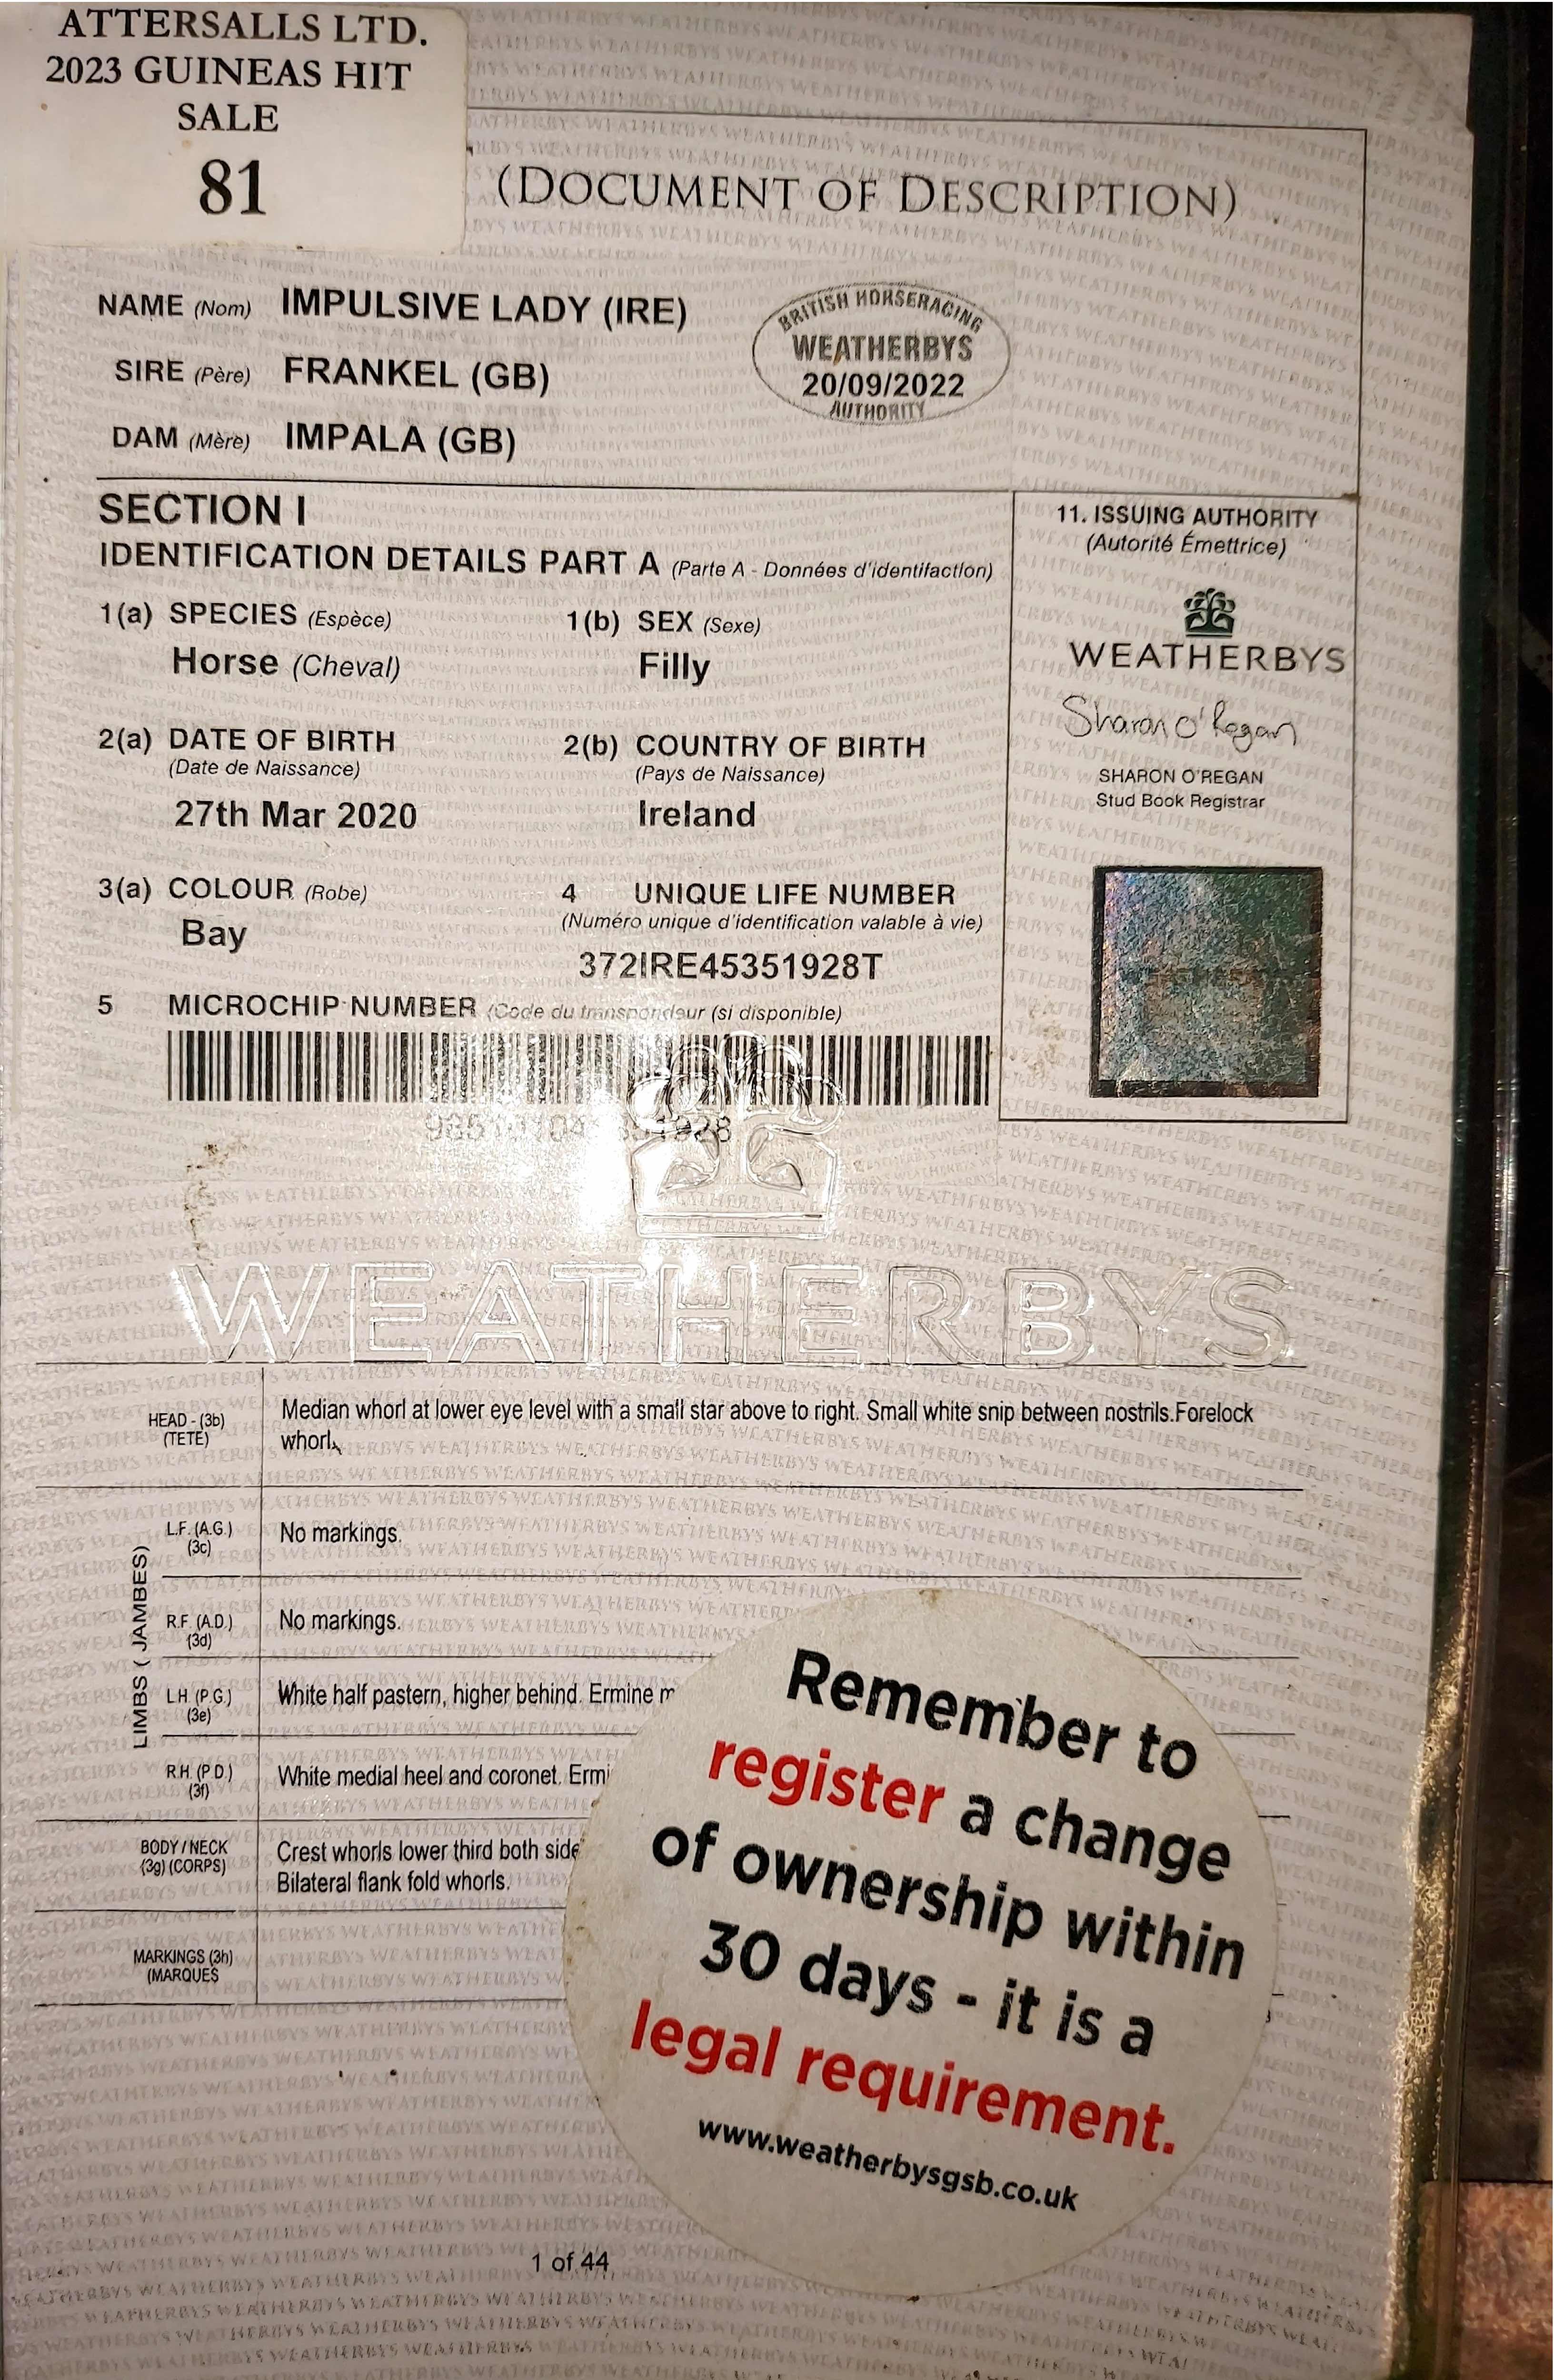 ATTERSALLS LTD.
2023 GUINEAS HIT
SALE
81
(DOCUMENT OF DESCRIPTION)
NAME (Nom) IMPULSIVE LADY (IRE)
SIRE (Père) FRANKEL (GB)
DAM (Mère) IMPALA (GB)
BRITISH HORSERACING
WEATHERBYS
20/09/2022
AUTHORITY
SECTION I
IDENTIFICATION DETAILS PART A (Parte A - Données d'identifaction)
1(a) SPECIES (Espèce) 1(b) SEX (Sexe)
Horse (Cheval) Filly
2(a) DATE OF BIRTH 2(b) COUNTRY OF BIRTH
(Date de Naissance) (Pays de Naissance)
27th Mar 2020 Ireland
3(a) COLOUR (Robe) 4 UNIQUE LIFE NUMBER
(Numéro unique d'identification valable à vie)
Bay
372IRE45351928T
5 MICROCHIP NUMBER (Code du transpondeur (si disponible)
11. ISSUING AUTHORITY
(Autorité Émettrice)
WEATHERBYS
Sharon O'Regan
SHARON O'REGAN
Stud Book Registrar
WEATHERBYS
HEAD - (3b) Median whorl at lower eye level with a small star above to right. Small white snip between nostrils.Forelock
(TETE) whorl.
LIMBS ( JAMBES)
L.F. (A.G.) No markings.
(3c)
R.F. (A.D.) No markings.
(3d)
L.H. (P.G.) White half pastern, higher behind. Ermine m
(3e)
R.H. (P.D.) White medial heel and coronet. Ermi
(3f)
BODY / NECK Crest whorls lower third both side
(3g) (CORPS) Bilateral flank fold whorls.
MARKINGS (3h)
(MARQUES
Remember to
register a change
of ownership within
30 days - it is a
legal requirement.
www.weatherbysgsb.co.uk
1 of 44